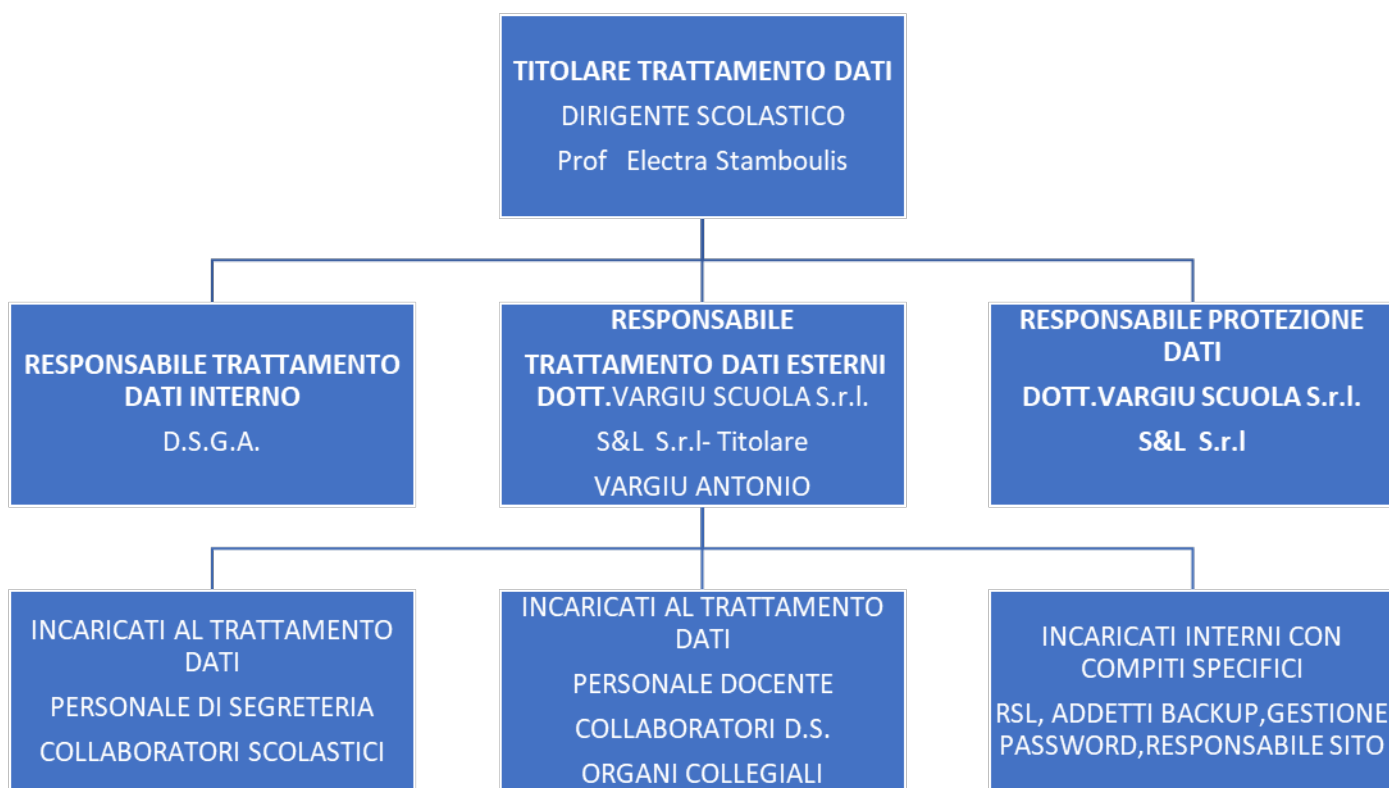 TITOLARE TRATTAMENTO DATI
DIRIGENTE SCOLASTICO
Prof Electra Stamboulis
RESPONSABILE TRATTAMENTO
DATI INTERNO
D.S.G.A.
RESPONSABILE
TRATTAMENTO DATI ESTERNI
DOTT.VARGIU SCUOLA S.r.l.
S&L S.r.l- Titolare
VARGIU ANTONIO
RESPONSABILE PROTEZIONE
DATI
DOTT.VARGIU SCUOLA S.r.l.
S&L S.r.l
INCARICATI AL TRATTAMENTO
DATI
PERSONALE DI SEGRETERIA
COLLABORATORI SCOLASTICI
INCARICATI AL TRATTAMENTO
DATI
PERSONALE DOCENTE
COLLABORATORI D.S.
ORGANI COLLEGIALI
INCARICATI INTERNI CON
COMPITI SPECIFICI
RSL, ADDETTI BACKUP,GESTIONE
PASSWORD,RESPONSABILE SITO